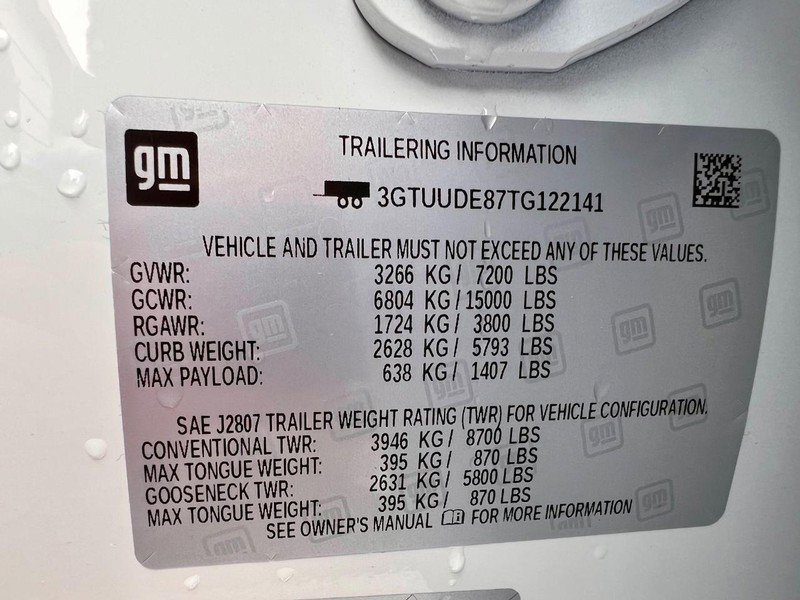 gm
TRAILERING INFORMATION
3GTUUDE87TG122141
VEHICLE AND TRAILER MUST NOT EXCEED ANY OF THESE VALUES.
GVWR: 3266 KG / 7200 LBS
GCWR: 6804 KG / 15000 LBS
RGAWR: 1724 KG / 3800 LBS
CURB WEIGHT: 2628 KG / 5793 LBS
MAX PAYLOAD: 638 KG / 1407 LBS
SAE J2807 TRAILER WEIGHT RATING (TWR) FOR VEHICLE CONFIGURATION.
CONVENTIONAL TWR: 3946 KG / 8700 LBS
MAX TONGUE WEIGHT: 395 KG / 870 LBS
GOOSENECK TWR: 2631 KG / 5800 LBS
MAX TONGUE WEIGHT: 395 KG / 870 LBS
SEE OWNER'S MANUAL FOR MORE INFORMATION